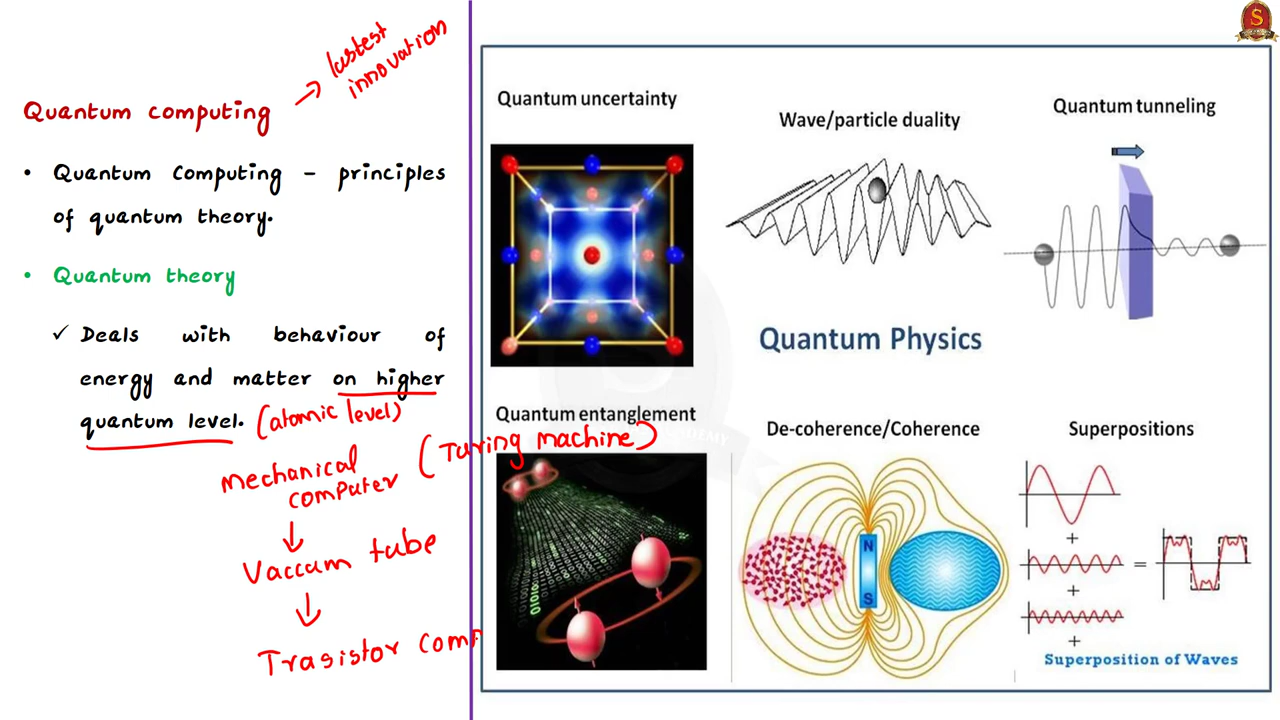 Quantum computing
→ lastest
innovation
• Quantum Computing - principles
of quantum theory.
• Quantum theory
✓ Deals with behaviour of
energy and matter on higher
quantum level. (atomic level)
mechanical
computer (Turing machine)
↓
Vaccum tube
↓
Trasistor com
Quantum uncertainty
Wave/particle duality
Quantum tunneling
Quantum Physics
Quantum entanglement
De-coherence/Coherence
N
S
Superpositions
+
+
=
+
Superposition of Waves
S